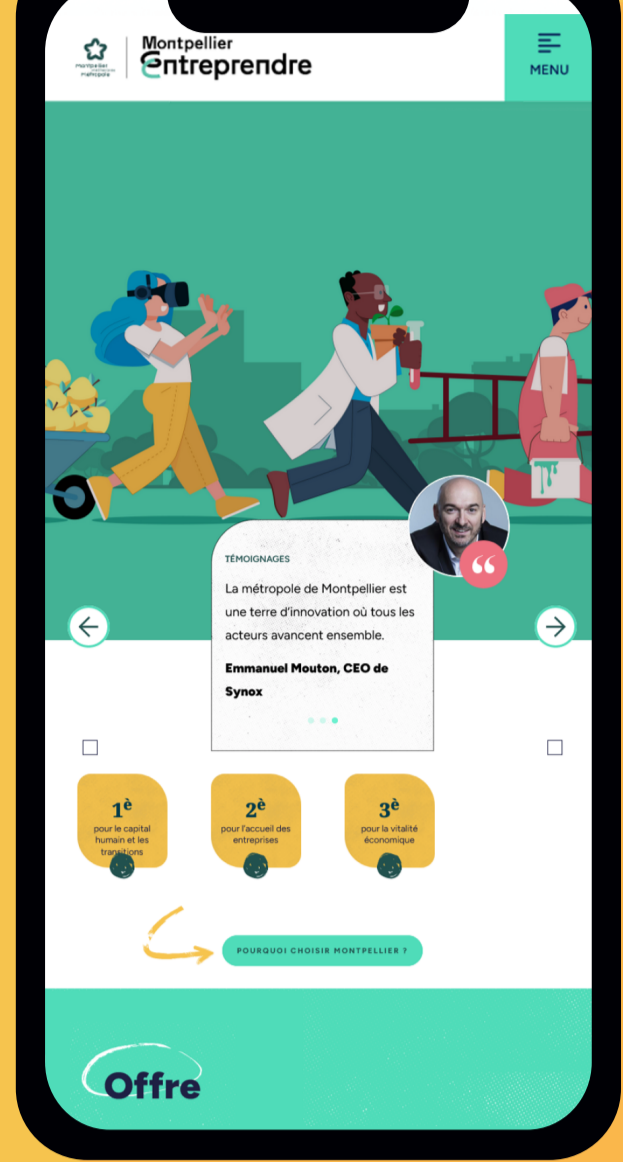 Montpellier
Entreprendre
montpellier
métropole
MENU
TÉMOIGNAGES
La métropole de Montpellier est
une terre d'innovation où tous les
acteurs avancent ensemble.
Emmanuel Mouton, CEO de
Synox
1è
pour le capital
humain et les
transitions
2è
pour l'accueil des
entreprises
3è
pour la vitalité
économique
POURQUOI CHOISIR MONTPELLIER ?
Offre